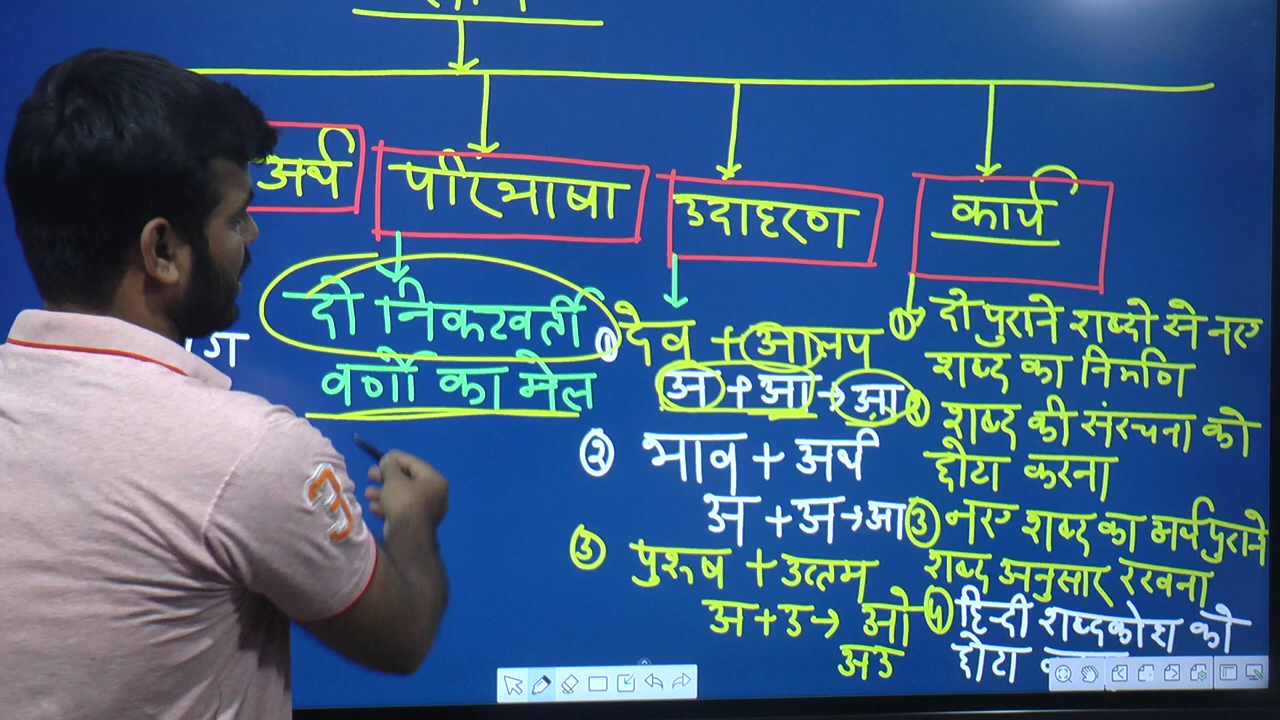 अर्थ
परिभाषा
उदाहरण
कार्य
दो निकटवर्ती
वर्णों का मेल
① देव + आलय
अ + आ → आ
② भाव + अर्थ
अ + अ → आ
③ पुरुष + उत्तम
अ + उ → ओ
अउ
① दो पुराने शब्दो से नए
शब्द का निर्माण
② शब्द की संरचना को
छोटा करना
③ नए शब्द का अर्थ पुराने
शब्द अनुसार रखना
④ हिन्दी शब्दकोश को
छोटा
3